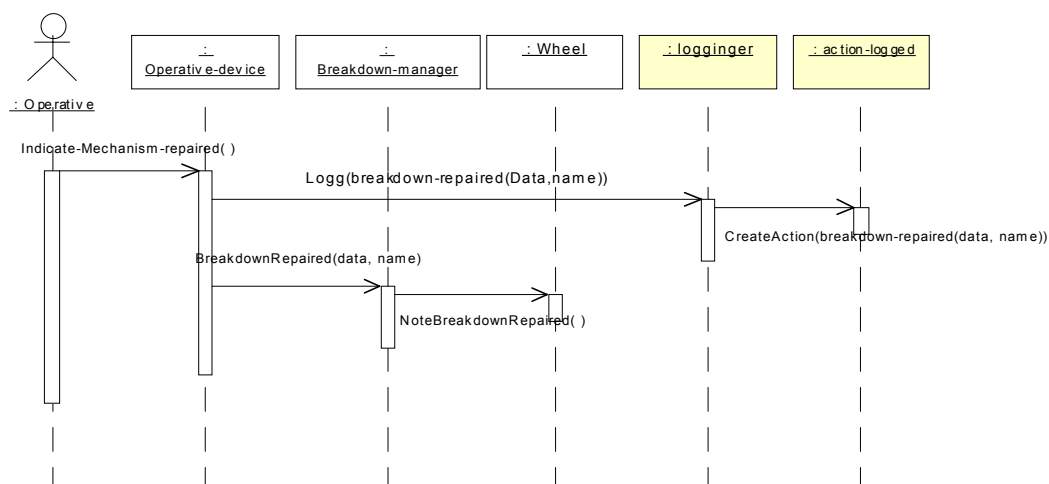 : Operative
:
Operative-device
:
Breakdown-manager
: Wheel
: logginger
: action-logged
Indicate-Mechanism-repaired( )
Logg(breakdown-repaired(Data,name))
CreateAction(breakdown-repaired(data, name))
BreakdownRepaired(data, name)
NoteBreakdownRepaired( )